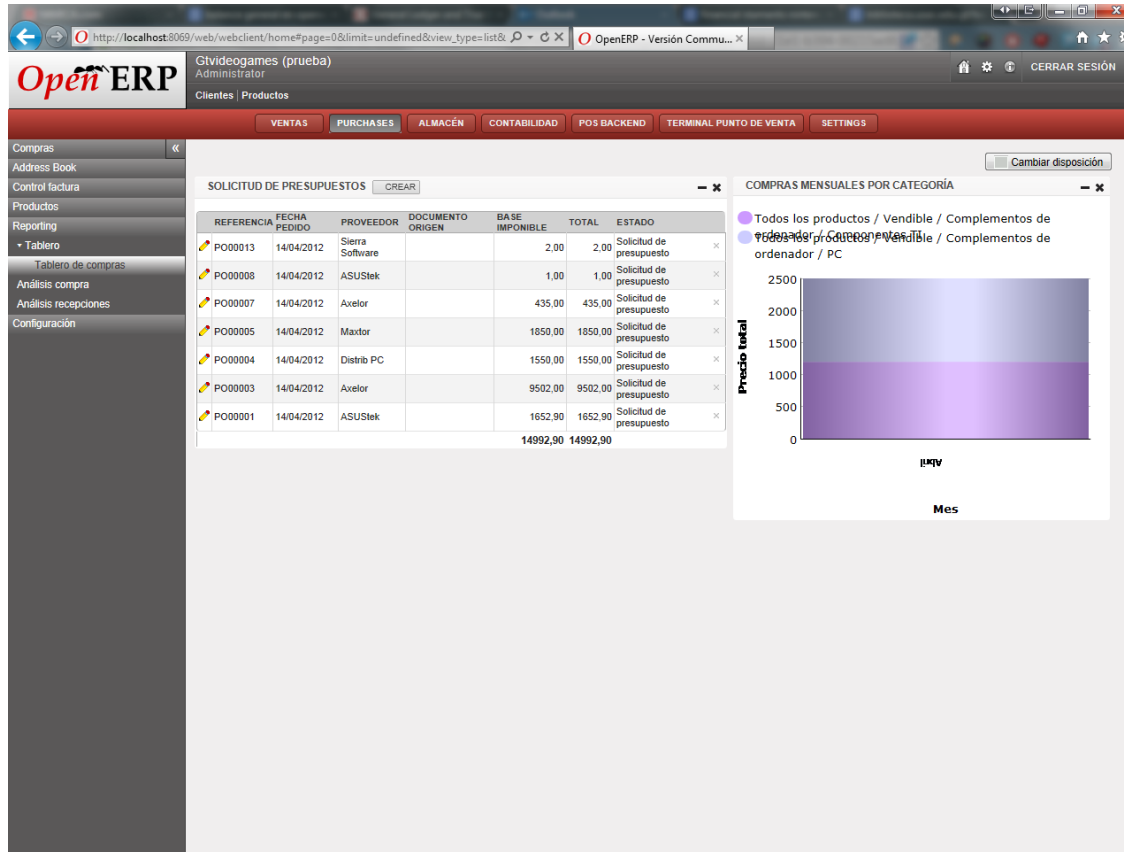 http://localhost:8069/web/webclient/home#page=0&limit=undefined&view_type=list&
OpenERP - Versión Commu...
Open ERP
Gtvideogames (prueba)
Administrator
CERRAR SESIÓN
Clientes | Productos
VENTAS PURCHASES ALMACÉN CONTABILIDAD POS BACKEND TERMINAL PUNTO DE VENTA SETTINGS
Compras «
Address Book
Control factura
Productos
Reporting
Tablero
Tablero de compras
Análisis compra
Análisis recepciones
Configuración
Cambiar disposición
SOLICITUD DE PRESUPUESTOS CREAR
REFERENCIA FECHA PEDIDO PROVEEDOR DOCUMENTO ORIGEN BASE IMPONIBLE TOTAL ESTADO
PO00013 14/04/2012 Sierra Software 2,00 2,00 Solicitud de presupuesto
PO00008 14/04/2012 ASUStek 1,00 1,00 Solicitud de presupuesto
PO00007 14/04/2012 Axelor 435,00 435,00 Solicitud de presupuesto
PO00005 14/04/2012 Maxtor 1850,00 1850,00 Solicitud de presupuesto
PO00004 14/04/2012 Distrib PC 1550,00 1550,00 Solicitud de presupuesto
PO00003 14/04/2012 Axelor 9502,00 9502,00 Solicitud de presupuesto
PO00001 14/04/2012 ASUStek 1652,90 1652,90 Solicitud de presupuesto
14992,90 14992,90
COMPRAS MENSUALES POR CATEGORÍA
Todos los productos / Vendible / Complementos de
ordenador / Componentes TI
Todos los productos / Vendible / Complementos de
ordenador / PC
2500
2000
1500
1000
500
0
Precio total
Abril
Mes